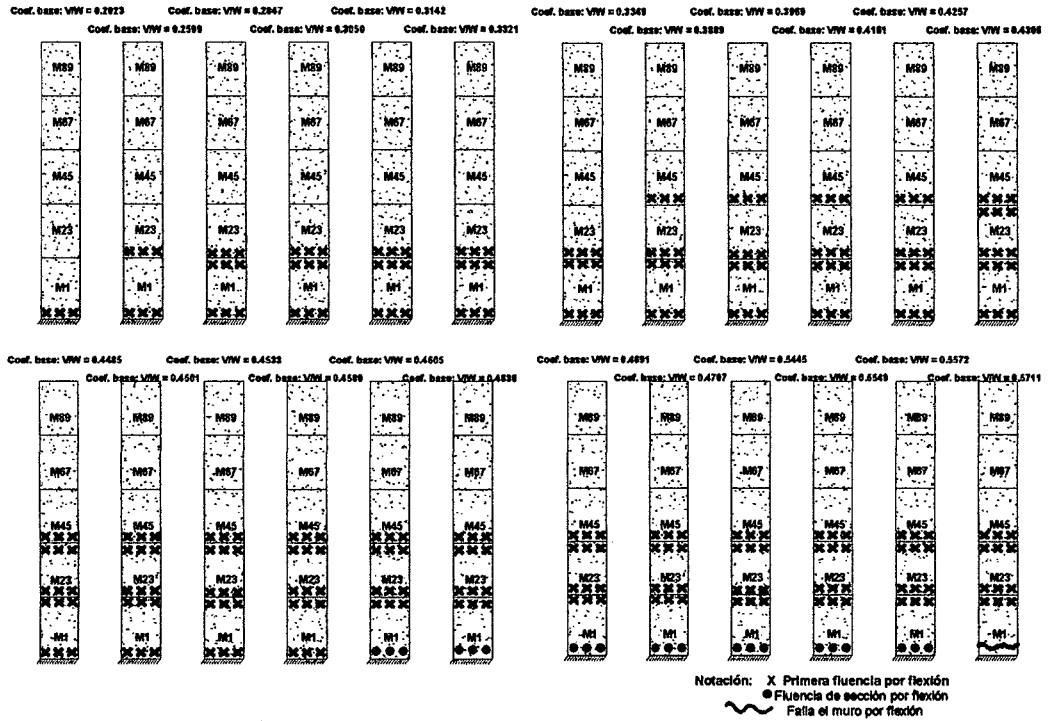 Coef. base: V/W = 0.2023 Coef. base: V/W = 0.2847 Coef. base: V/W = 0.3142 Coef. base: V/W = 0.3349 Coef. base: V/W = 0.3969 Coef. base: V/W = 0.4257
Coef. base: V/W = 0.2599 Coef. base: V/W = 0.3050 Coef. base: V/W = 0.3321 Coef. base: V/W = 0.3889 Coef. base: V/W = 0.4161 Coef. base: V/W =
M89 M89 M89 M89 M89 M89 M89 M89 M89 M89 M89 M89
M67 M67 M67 M67 M67 M67 M67 M67 M67 M67 M67 M67
M45 M45 M45 M45 M45 M45 M45 M45 M45 M45 M45 M45
M23 M23 M23 M23 M23 M23 M23 M23 M23 M23 M23 M23
M1 M1 M1 M1 M1 M1 M1 M1 M1 M1 M1 M1
Coef. base: V/W = 0.4485 Coef. base: V/W = 0.4533 Coef. base: V/W = 0.4605 Coef. base: V/W = 0.4691 Coef. base: V/W = 0.5445 Coef. base: V/W = 0.5572
Coef. base: V/W = 0.4501 Coef. base: V/W = 0.4589 Coef. base: V/W = Coef. base: V/W = 0.4797 Coef. base: V/W = 0.5549 Coef. base: V/W = 0.5711
M89 M89 M89 M89 M89 M89 M89 M89 M89 M89 M89 M89
M67 M67 M67 M67 M67 M67 M67 M67 M67 M67 M67 M67
M45 M45 M45 M45 M45 M45 M45 M45 M45 M45 M45 M45
M23 M23 M23 M23 M23 M23 M23 M23 M23 M23 M23 M23
M1 M1 M1 M1 M1 M1 M1 M1 M1 M1 M1 M1
Notación: X Primera fluencia por flexión
Fluencia de sección por flexión
Falla el muro por flexión